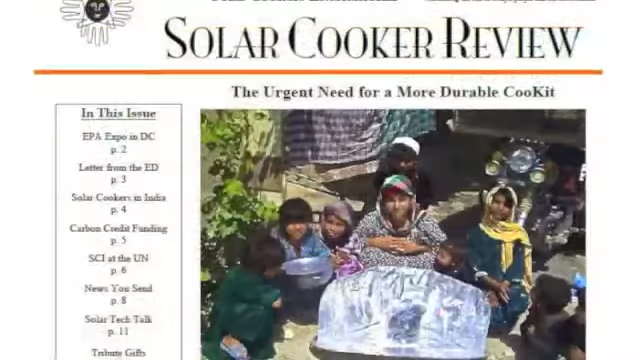 SOLAR COOKER REVIEW
The Urgent Need for a More Durable CooKit
In This Issue
EPA Expo in DC
p. 2
Letter from the ED
p. 3
Solar Cookers in India
p. 4
Carbon Credit Funding
p. 5
SCI at the UN
p. 6
News You Send
p. 8
Solar Tech Talk
p. 11
Tribute Gifts